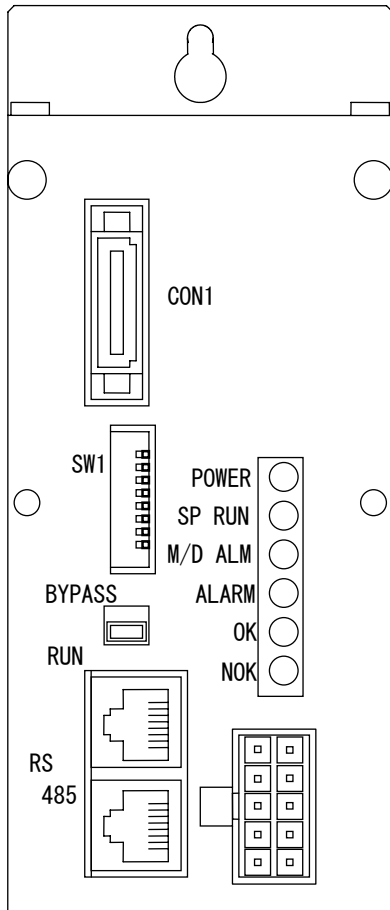 CON1
SW1
POWER
SP RUN
M/D ALM
BYPASS
ALARM
OK
RUN
NOK
RS
485